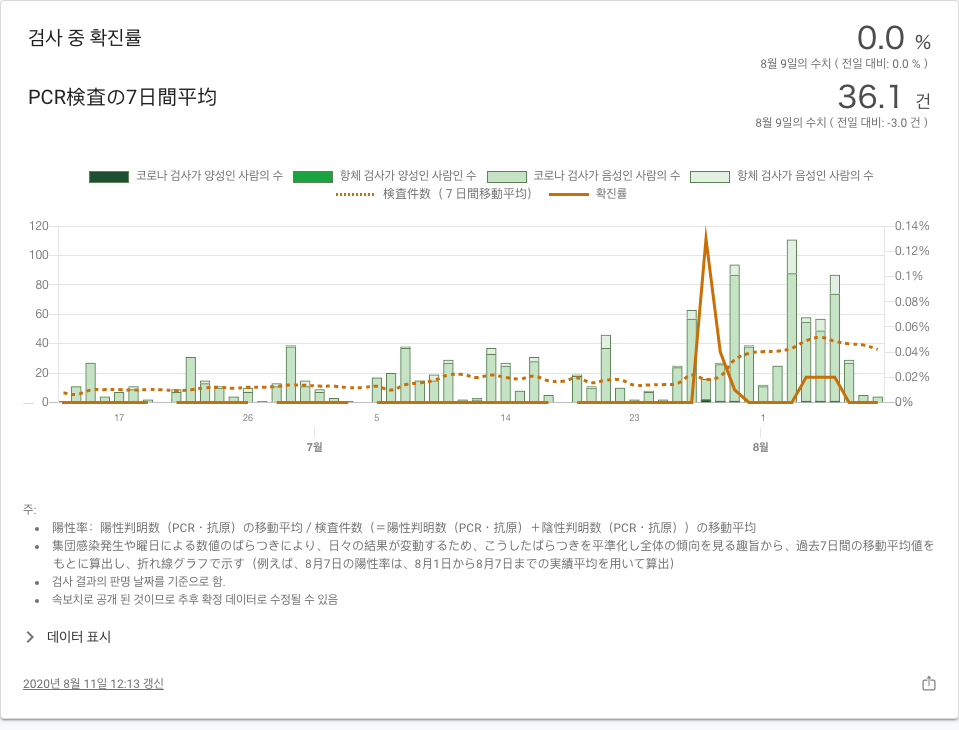 검사 중 확진률
0.0 %
8월 9일의 수치 ( 전일 대비: 0.0 % )
PCR検査の7日間平均
36.1 건
8월 9일의 수치 ( 전일 대비: -3.0 건 )
코로나 검사가 양성인 사람의 수 항체 검사가 양성인 사람인 수 코로나 검사가 음성인 사람의 수 항체 검사가 음성인 사람의 수
検査件数（７日間移動平均） 확진률
120 0.14%
0.12%
100
0.1%
80
0.08%
60
0.06%
40
0.04%
20
0.02%
0 0%
17 26 5 14 23 1
7월 8월
주:
陽性率：陽性判明数（PCR・抗原）の移動平均 / 検査件数（＝陽性判明数（PCR・抗原）＋陰性判明数（PCR・抗原））の移動平均
集団感染発生や曜日による数値のばらつきにより、日々の結果が変動するため、こうしたばらつきを平準化し全体の傾向を見る趣旨から、過去7日間の移動平均値を
もとに算出し、折れ線グラフで示す（例えば、8月7日の陽性率は、8月1日から8月7日までの実績平均を用いて算出）
검사 결과의 판명 날짜를 기준으로 함.
속보치로 공개 된 것이므로 추후 확정 데이터로 수정될 수 있음
데이터 표시
2020년 8월 11일 12:13 갱신